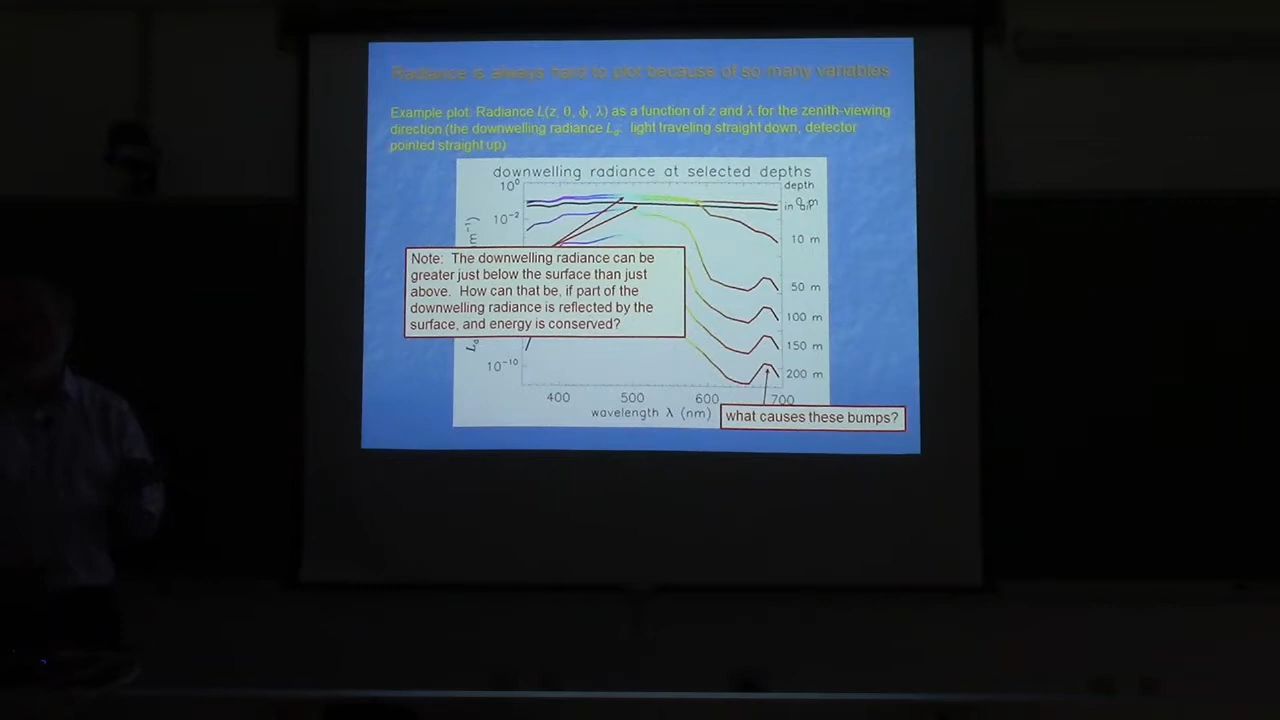 Radiance is always hard to plot because of so many variables
Example plot: Radiance L(z, θ, ϕ, λ) as a function of z and λ for the zenith-viewing
direction (the downwelling radiance Ld: light traveling straight down, detector
pointed straight up)
downwelling radiance at selected depths
10⁰
depth
0 m
in air
10⁻²
10 m
m⁻¹)
Note: The downwelling radiance can be
greater just below the surface than just
above. How can that be, if part of the
downwelling radiance is reflected by the
surface, and energy is conserved?
50 m
100 m
150 m
Ld
10⁻¹⁰
200 m
400 500 600 700
wavelength λ (nm)
what causes these bumps?